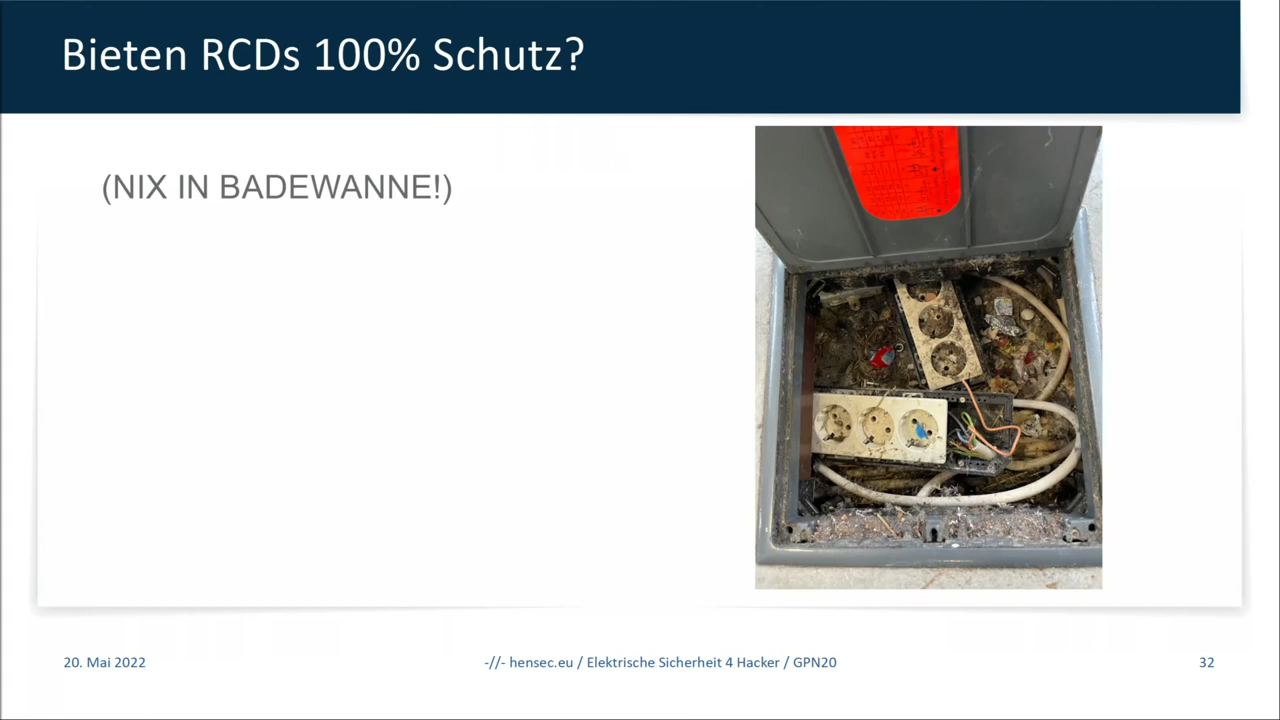 Bieten RCDs 100% Schutz?
(NIX IN BADEWANNE!)
20. Mai 2022
-//- hensec.eu / Elektrische Sicherheit 4 Hacker / GPN20
32